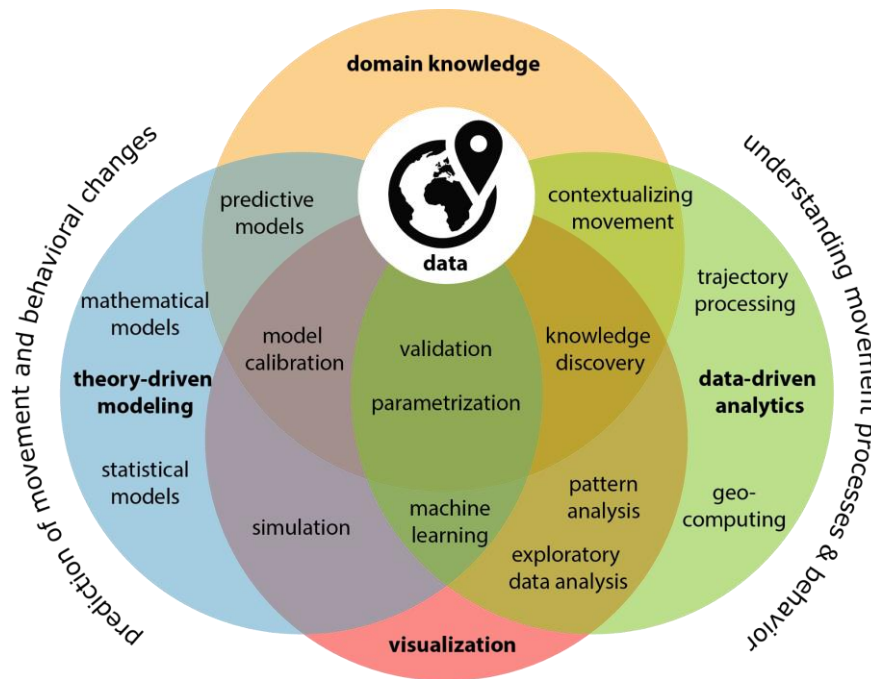 domain knowledge
prediction of movement and behavioral changes
understanding movement processes & behavior
data
predictive
models
contextualizing
movement
mathematical
models
trajectory
processing
model
calibration
validation
knowledge
discovery
theory-driven
modeling
parametrization
data-driven
analytics
statistical
models
simulation
machine
learning
pattern
analysis
geo-
computing
exploratory
data analysis
visualization